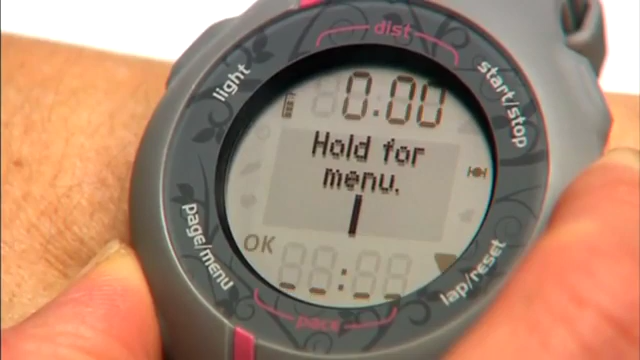 dist
light
start/stop
0:00
Hold for
menu.
OK
page/menu
lap/reset
pace